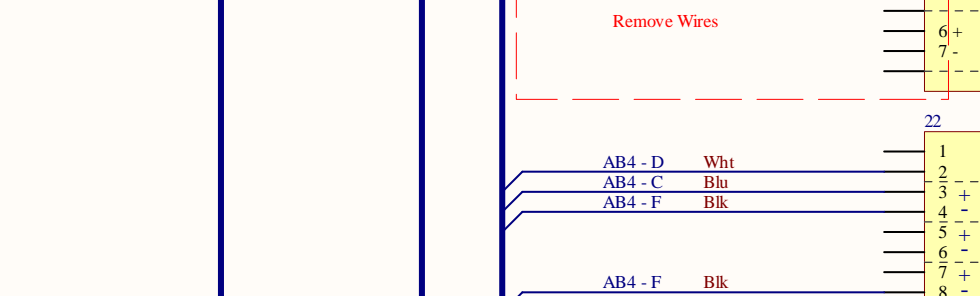 Remove Wires
6 +
7 -
22
1
AB4 - D Wht
2
AB4 - C Blu
3 +
AB4 - F Blk
4 -
5 +
6 -
7 +
AB4 - F Blk
8 -